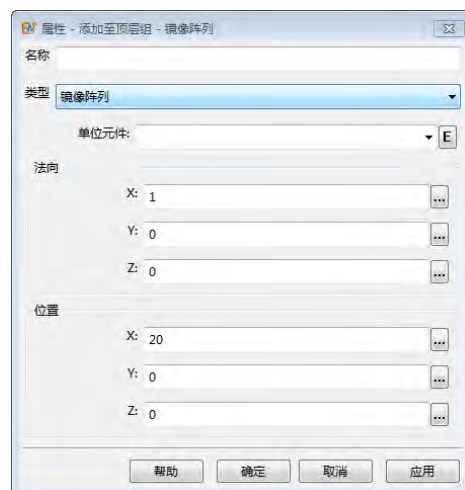 属性 - 添加至顶层组 - 镜像阵列
名称
类型 镜像阵列
单位元件: E
法向
X: 1 ...
Y: 0 ...
Z: 0 ...
位置
X: 20 ...
Y: 0 ...
Z: 0 ...
帮助 确定 取消 应用